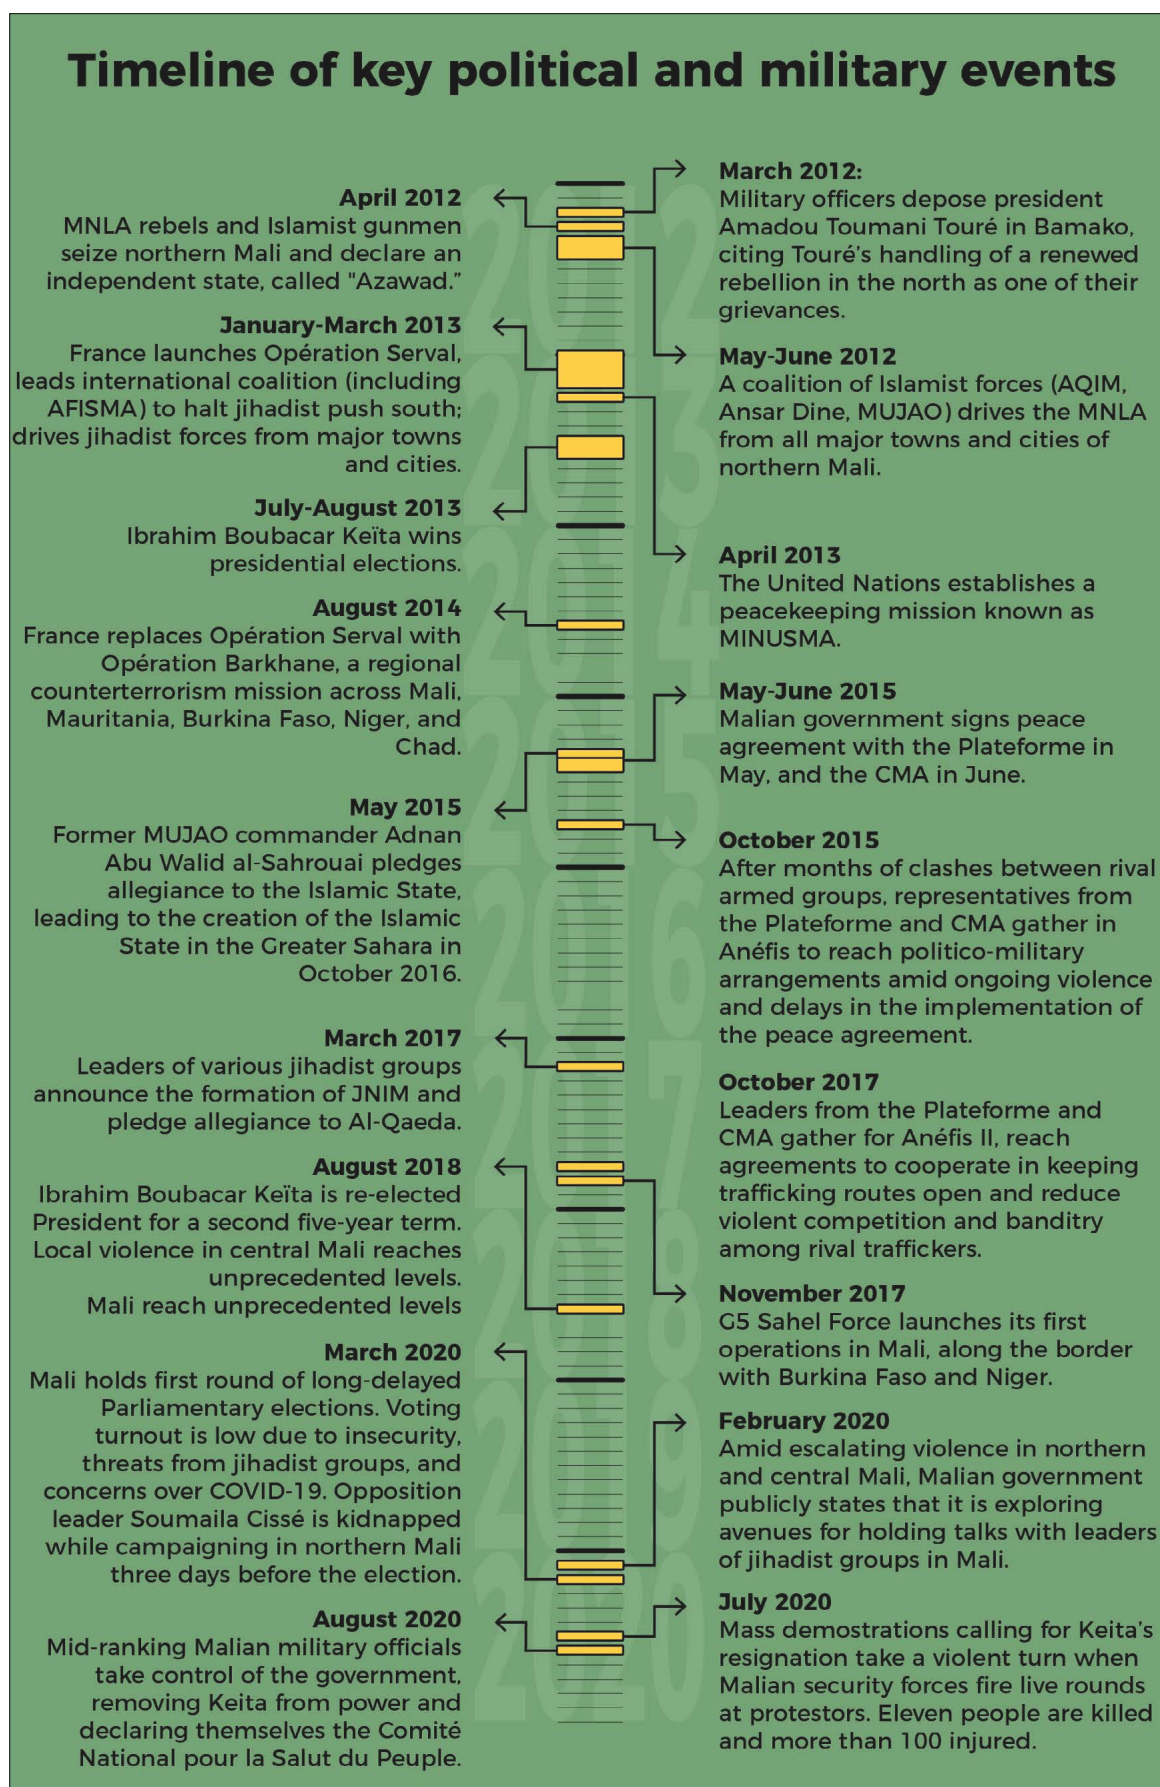 Timeline of key political and military events
2012
2013
2014
2015
2016
2017
2018
2019
2020
April 2012
MNLA rebels and Islamist gunmen
seize northern Mali and declare an
independent state, called "Azawad.”
January-March 2013
France launches Opération Serval,
leads international coalition (including
AFISMA) to halt jihadist push south;
drives jihadist forces from major towns
and cities.
July-August 2013
Ibrahim Boubacar Keïta wins
presidential elections.
August 2014
France replaces Opération Serval with
Opération Barkhane, a regional
counterterrorism mission across Mali,
Mauritania, Burkina Faso, Niger, and
Chad.
May 2015
Former MUJAO commander Adnan
Abu Walid al-Sahrouai pledges
allegiance to the Islamic State,
leading to the creation of the Islamic
State in the Greater Sahara in
October 2016.
March 2017
Leaders of various jihadist groups
announce the formation of JNIM and
pledge allegiance to Al-Qaeda.
August 2018
Ibrahim Boubacar Keïta is re-elected
President for a second five-year term.
Local violence in central Mali reaches
unprecedented levels.
Mali reach unprecedented levels
March 2020
Mali holds first round of long-delayed
Parliamentary elections. Voting
turnout is low due to insecurity,
threats from jihadist groups, and
concerns over COVID-19. Opposition
leader Soumaila Cissé is kidnapped
while campaigning in northern Mali
three days before the election.
August 2020
Mid-ranking Malian military officials
take control of the government,
removing Keita from power and
declaring themselves the Comité
National pour la Salut du Peuple.
March 2012:
Military officers depose president
Amadou Toumani Touré in Bamako,
citing Touré’s handling of a renewed
rebellion in the north as one of their
grievances.
May-June 2012
A coalition of Islamist forces (AQIM,
Ansar Dine, MUJAO) drives the MNLA
from all major towns and cities of
northern Mali.
April 2013
The United Nations establishes a
peacekeeping mission known as
MINUSMA.
May-June 2015
Malian government signs peace
agreement with the Plateforme in
May, and the CMA in June.
October 2015
After months of clashes between rival
armed groups, representatives from
the Plateforme and CMA gather in
Anéfis to reach politico-military
arrangements amid ongoing violence
and delays in the implementation of
the peace agreement.
October 2017
Leaders from the Plateforme and
CMA gather for Anéfis II, reach
agreements to cooperate in keeping
trafficking routes open and reduce
violent competition and banditry
among rival traffickers.
November 2017
G5 Sahel Force launches its first
operations in Mali, along the border
with Burkina Faso and Niger.
February 2020
Amid escalating violence in northern
and central Mali, Malian government
publicly states that it is exploring
avenues for holding talks with leaders
of jihadist groups in Mali.
July 2020
Mass demostrations calling for Keita’s
resignation take a violent turn when
Malian security forces fire live rounds
at protestors. Eleven people are killed
and more than 100 injured.